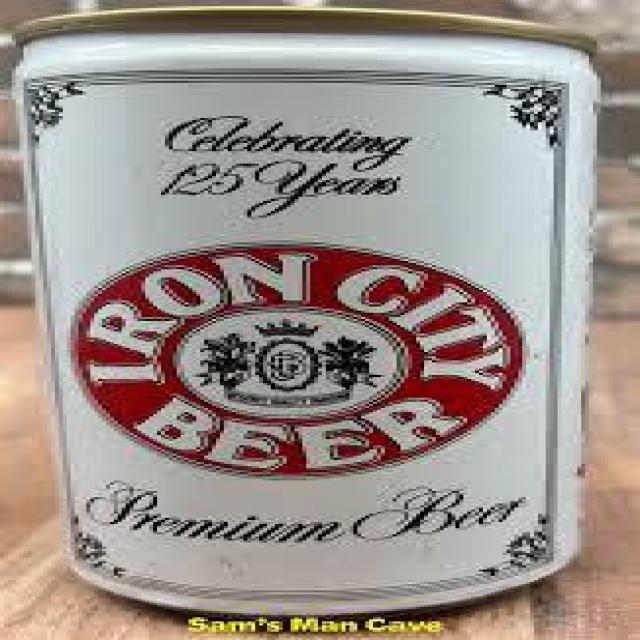 Celebrating
125 Years
IRON CITY
BEER
Premium Beer
Sam's Man Cave